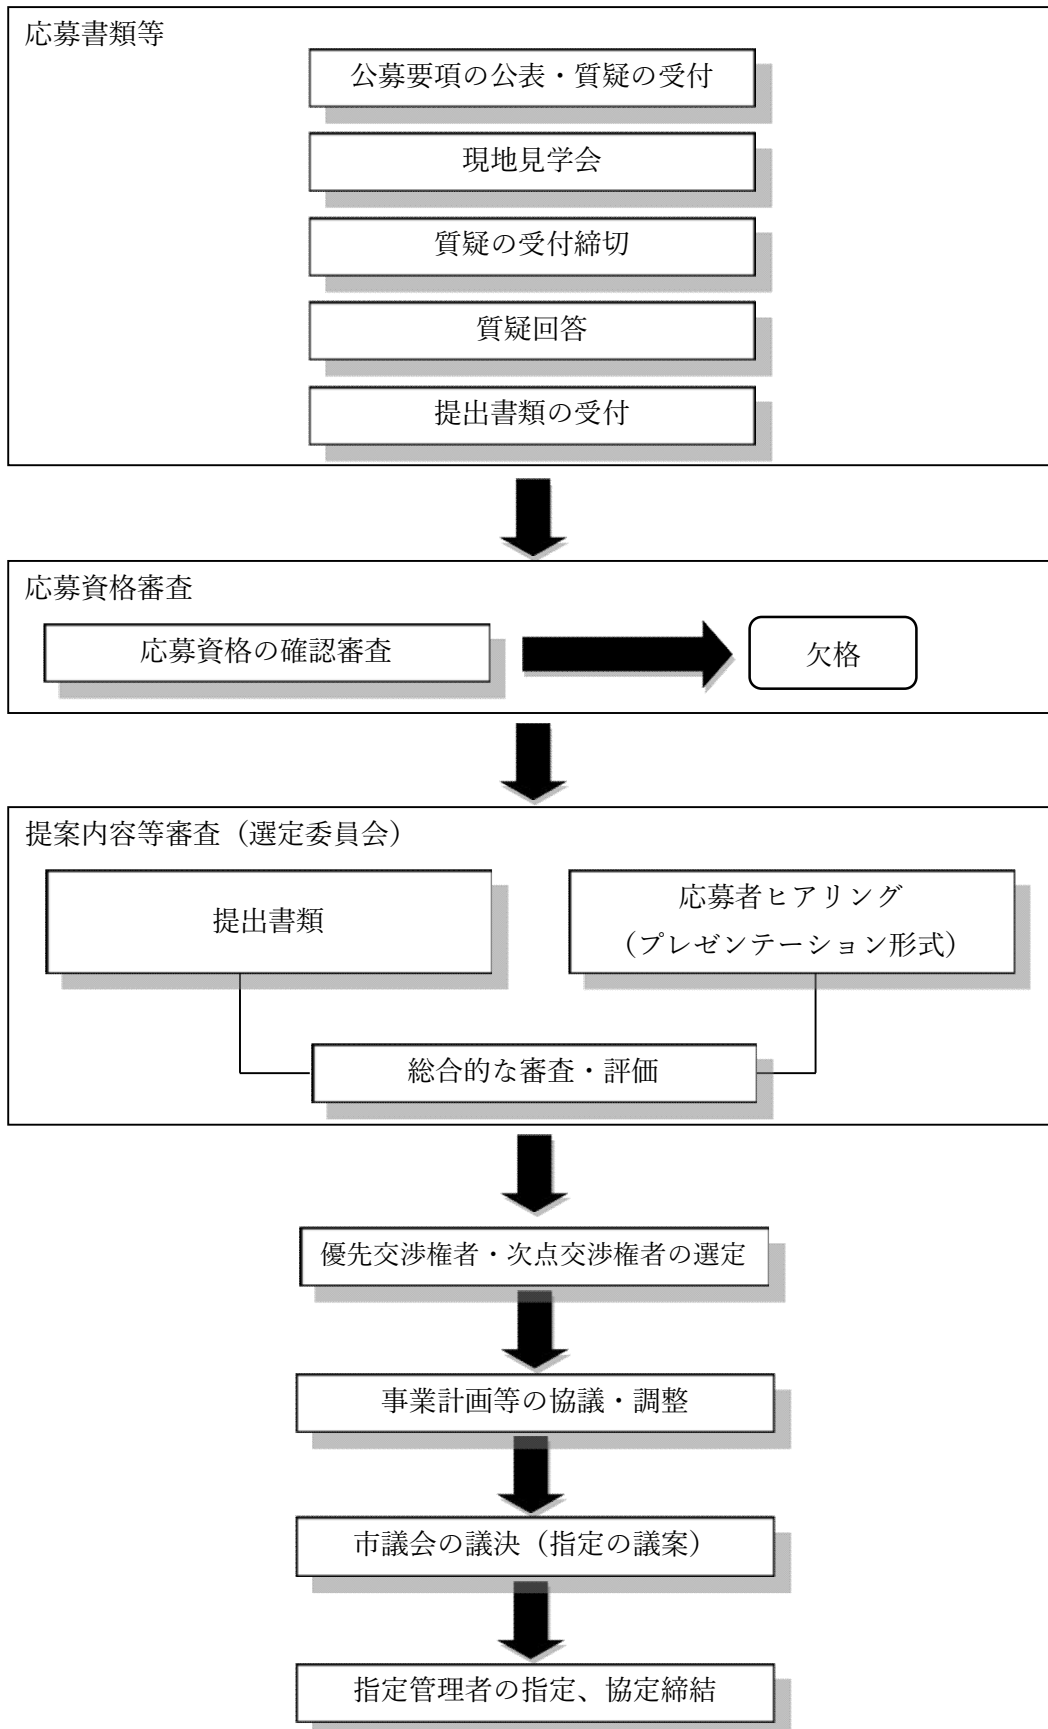 応募書類等
公募要項の公表・質疑の受付
現地見学会
質疑の受付締切
質疑回答
提出書類の受付
応募資格審査
応募資格の確認審査
欠格
提案内容等審査（選定委員会）
提出書類
応募者ヒアリング
（プレゼンテーション形式）
総合的な審査・評価
優先交渉権者・次点交渉権者の選定
事業計画等の協議・調整
市議会の議決（指定の議案）
指定管理者の指定、協定締結